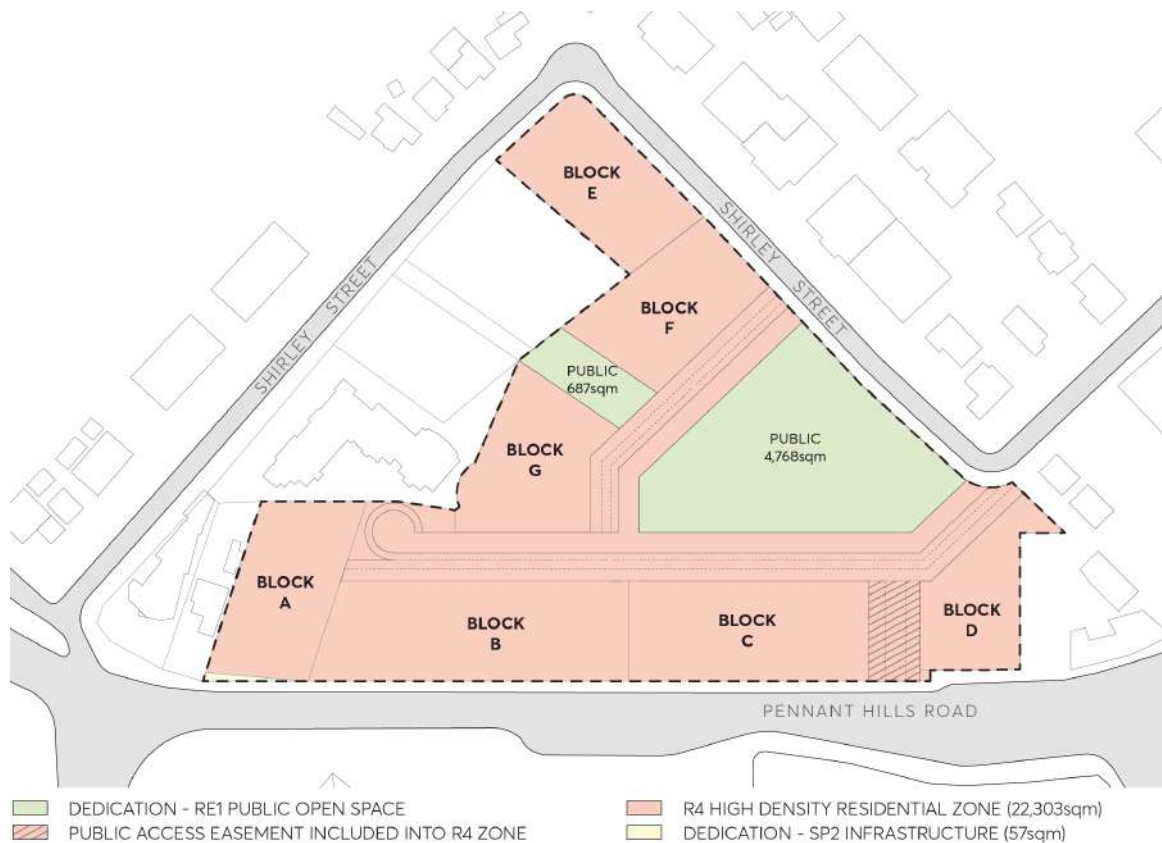 BLOCK
E
SHIRLEY STREET
SHIRLEY STREET
BLOCK
F
PUBLIC
687sqm
PUBLIC
4,768sqm
BLOCK
G
BLOCK
A
BLOCK
B
BLOCK
C
BLOCK
D
PENNANT HILLS ROAD
DEDICATION - RE1 PUBLIC OPEN SPACE
PUBLIC ACCESS EASEMENT INCLUDED INTO R4 ZONE
R4 HIGH DENSITY RESIDENTIAL ZONE (22,303sqm)
DEDICATION - SP2 INFRASTRUCTURE (57sqm)